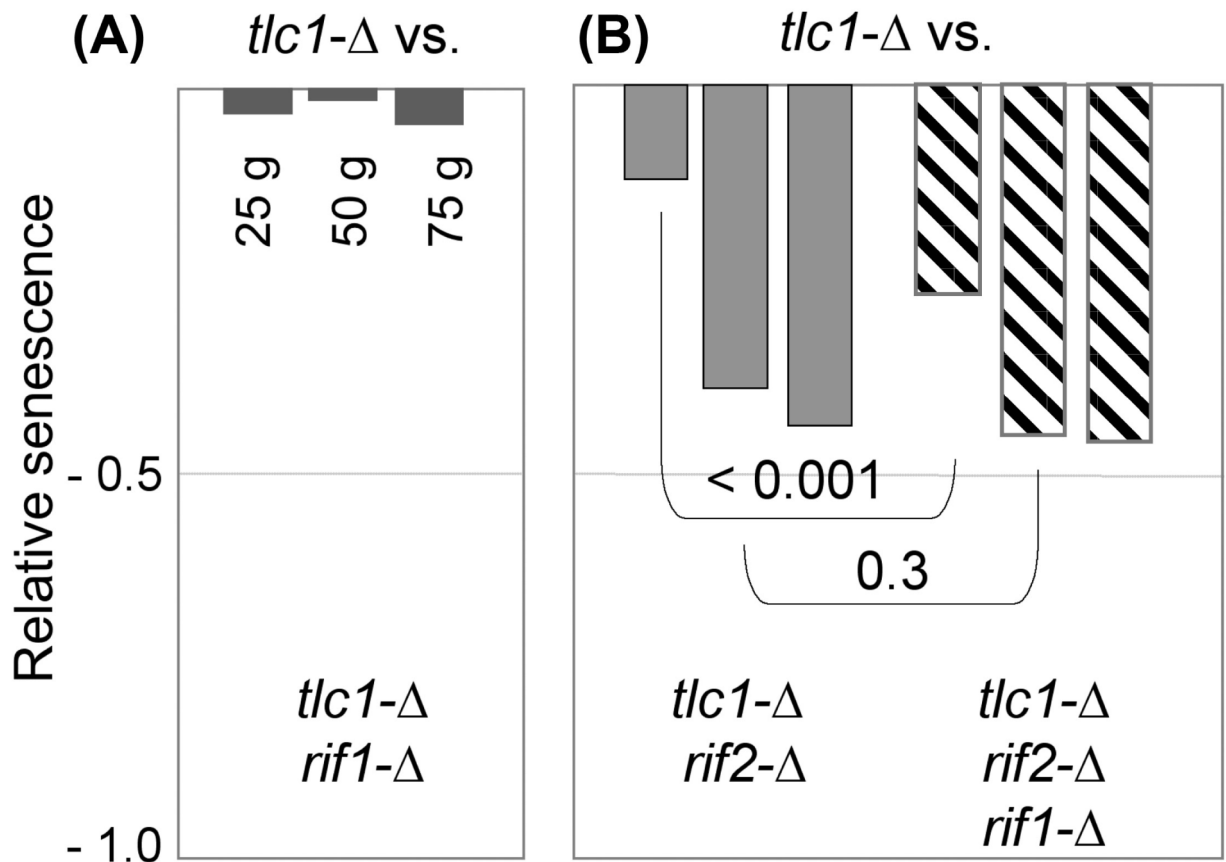 (A) tlc1-Δ vs.
(B) tlc1-Δ vs.
25 g
50 g
75 g
Relative senescence
- 0.5
- 1.0
< 0.001
0.3
tlc1-Δ
rif1-Δ
tlc1-Δ
rif2-Δ
tlc1-Δ
rif2-Δ
rif1-Δ